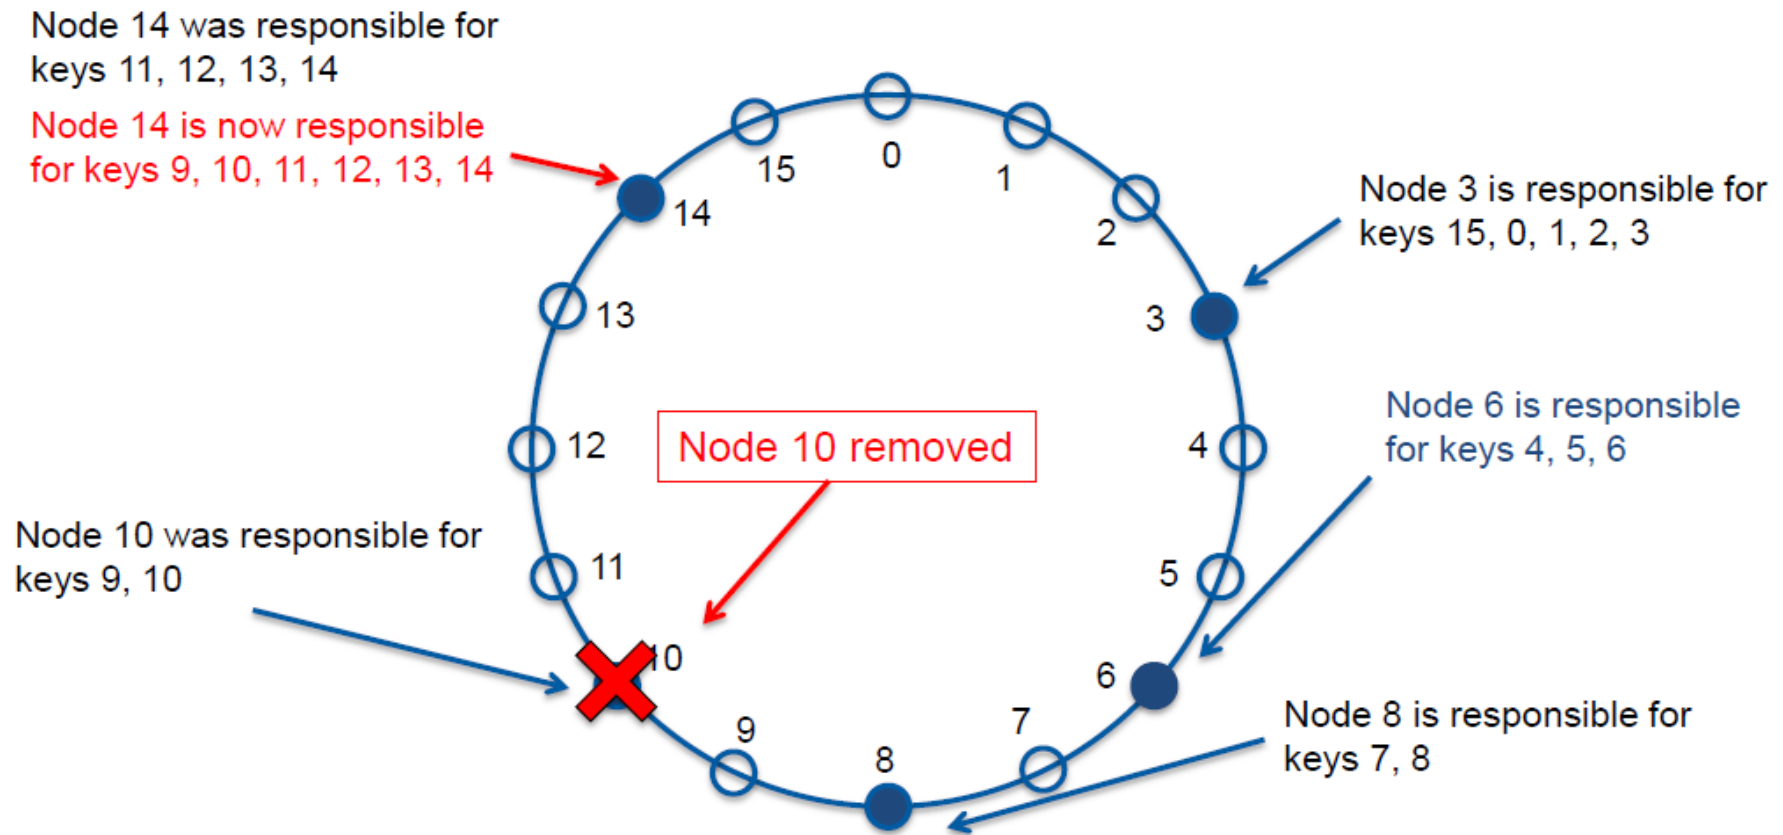 Node 14 was responsible for
keys 11, 12, 13, 14
Node 14 is now responsible
for keys 9, 10, 11, 12, 13, 14
15
0
1
14
2
Node 3 is responsible for
keys 15, 0, 1, 2, 3
13
3
12
Node 10 removed
4
Node 6 is responsible
for keys 4, 5, 6
Node 10 was responsible for
keys 9, 10
11
5
10
6
9
8
7
Node 8 is responsible for
keys 7, 8